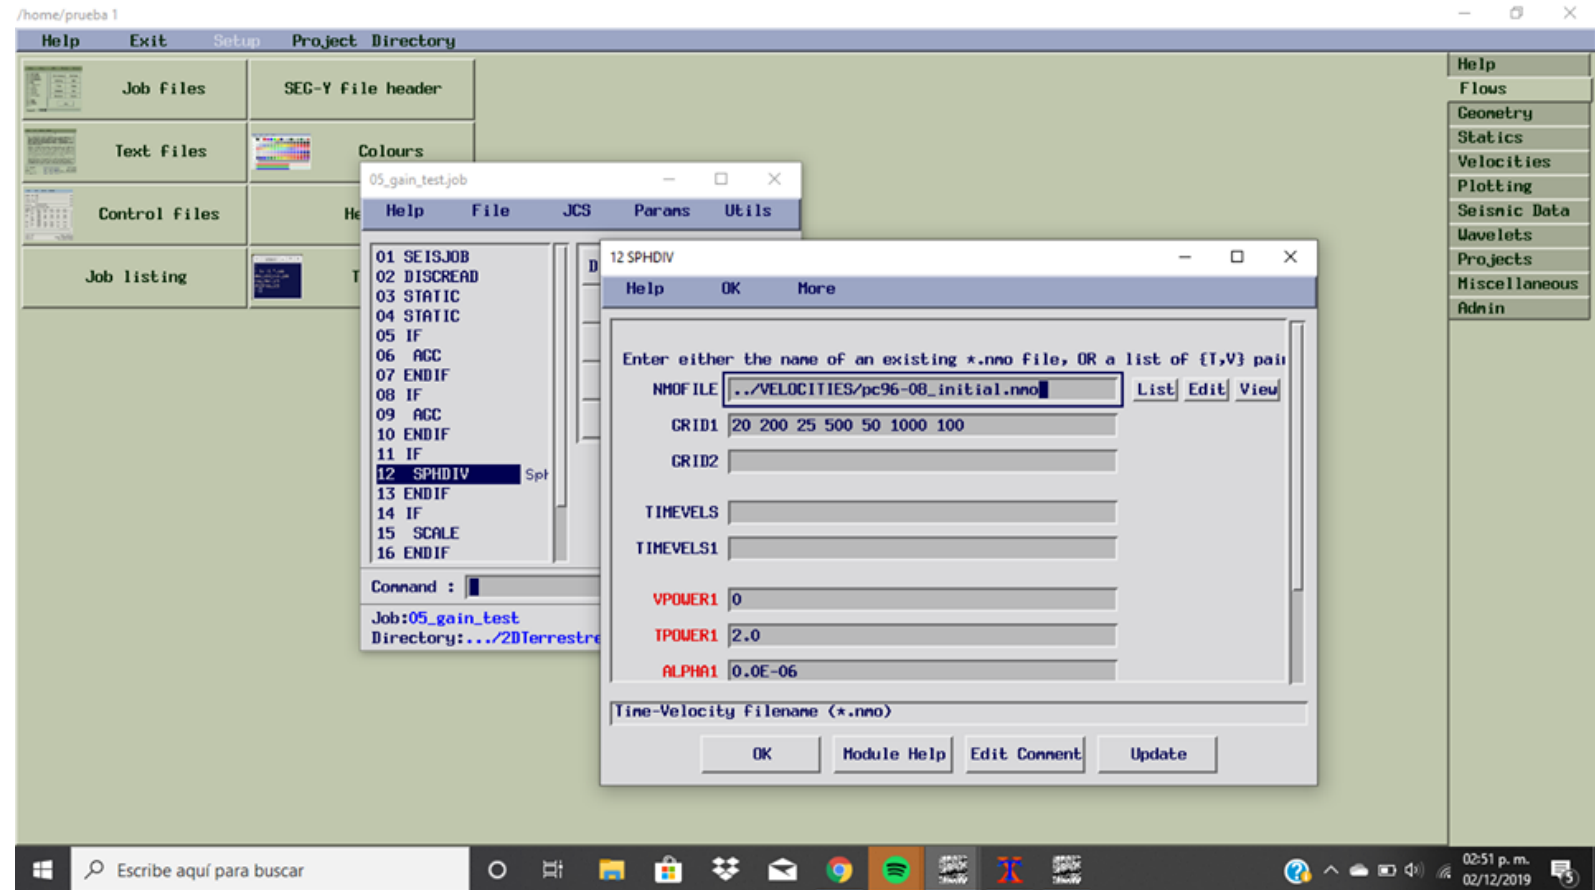 /home/prueba 1
Help Exit Setup Project Directory
Job files
SEG-Y file header
Text files
Colours
Control files
He
Job listing
T
Help
Flows
Geometry
Statics
Velocities
Plotting
Seismic Data
Wavelets
Projects
Miscellaneous
Admin
05_gain_test.job
Help File JCS Params Utils
01 SEISJOB
02 DISCREAD
03 STATIC
04 STATIC
05 IF
06 AGC
07 ENDIF
08 IF
09 AGC
10 ENDIF
11 IF
12 SPHDIV Sph
13 ENDIF
14 IF
15 SCALE
16 ENDIF
D
Command :
Job:05_gain_test
Directory:.../2DTerrestre
12 SPHDIV
Help OK More
Enter either the name of an existing *.nmo file, OR a list of {T,V} pai
NMOFILE ../VELOCITIES/pc96-08_initial.nmo List Edit View
GRID1 20 200 25 500 50 1000 100
GRID2
TIMEVELS
TIMEVELS1
VPOWER1 0
TPOWER1 2.0
ALPHA1 0.0E-06
Time-Velocity filename (*.nmo)
OK Module Help Edit Comment Update
Escribe aquí para buscar
02:51 p. m.
02/12/2019
5